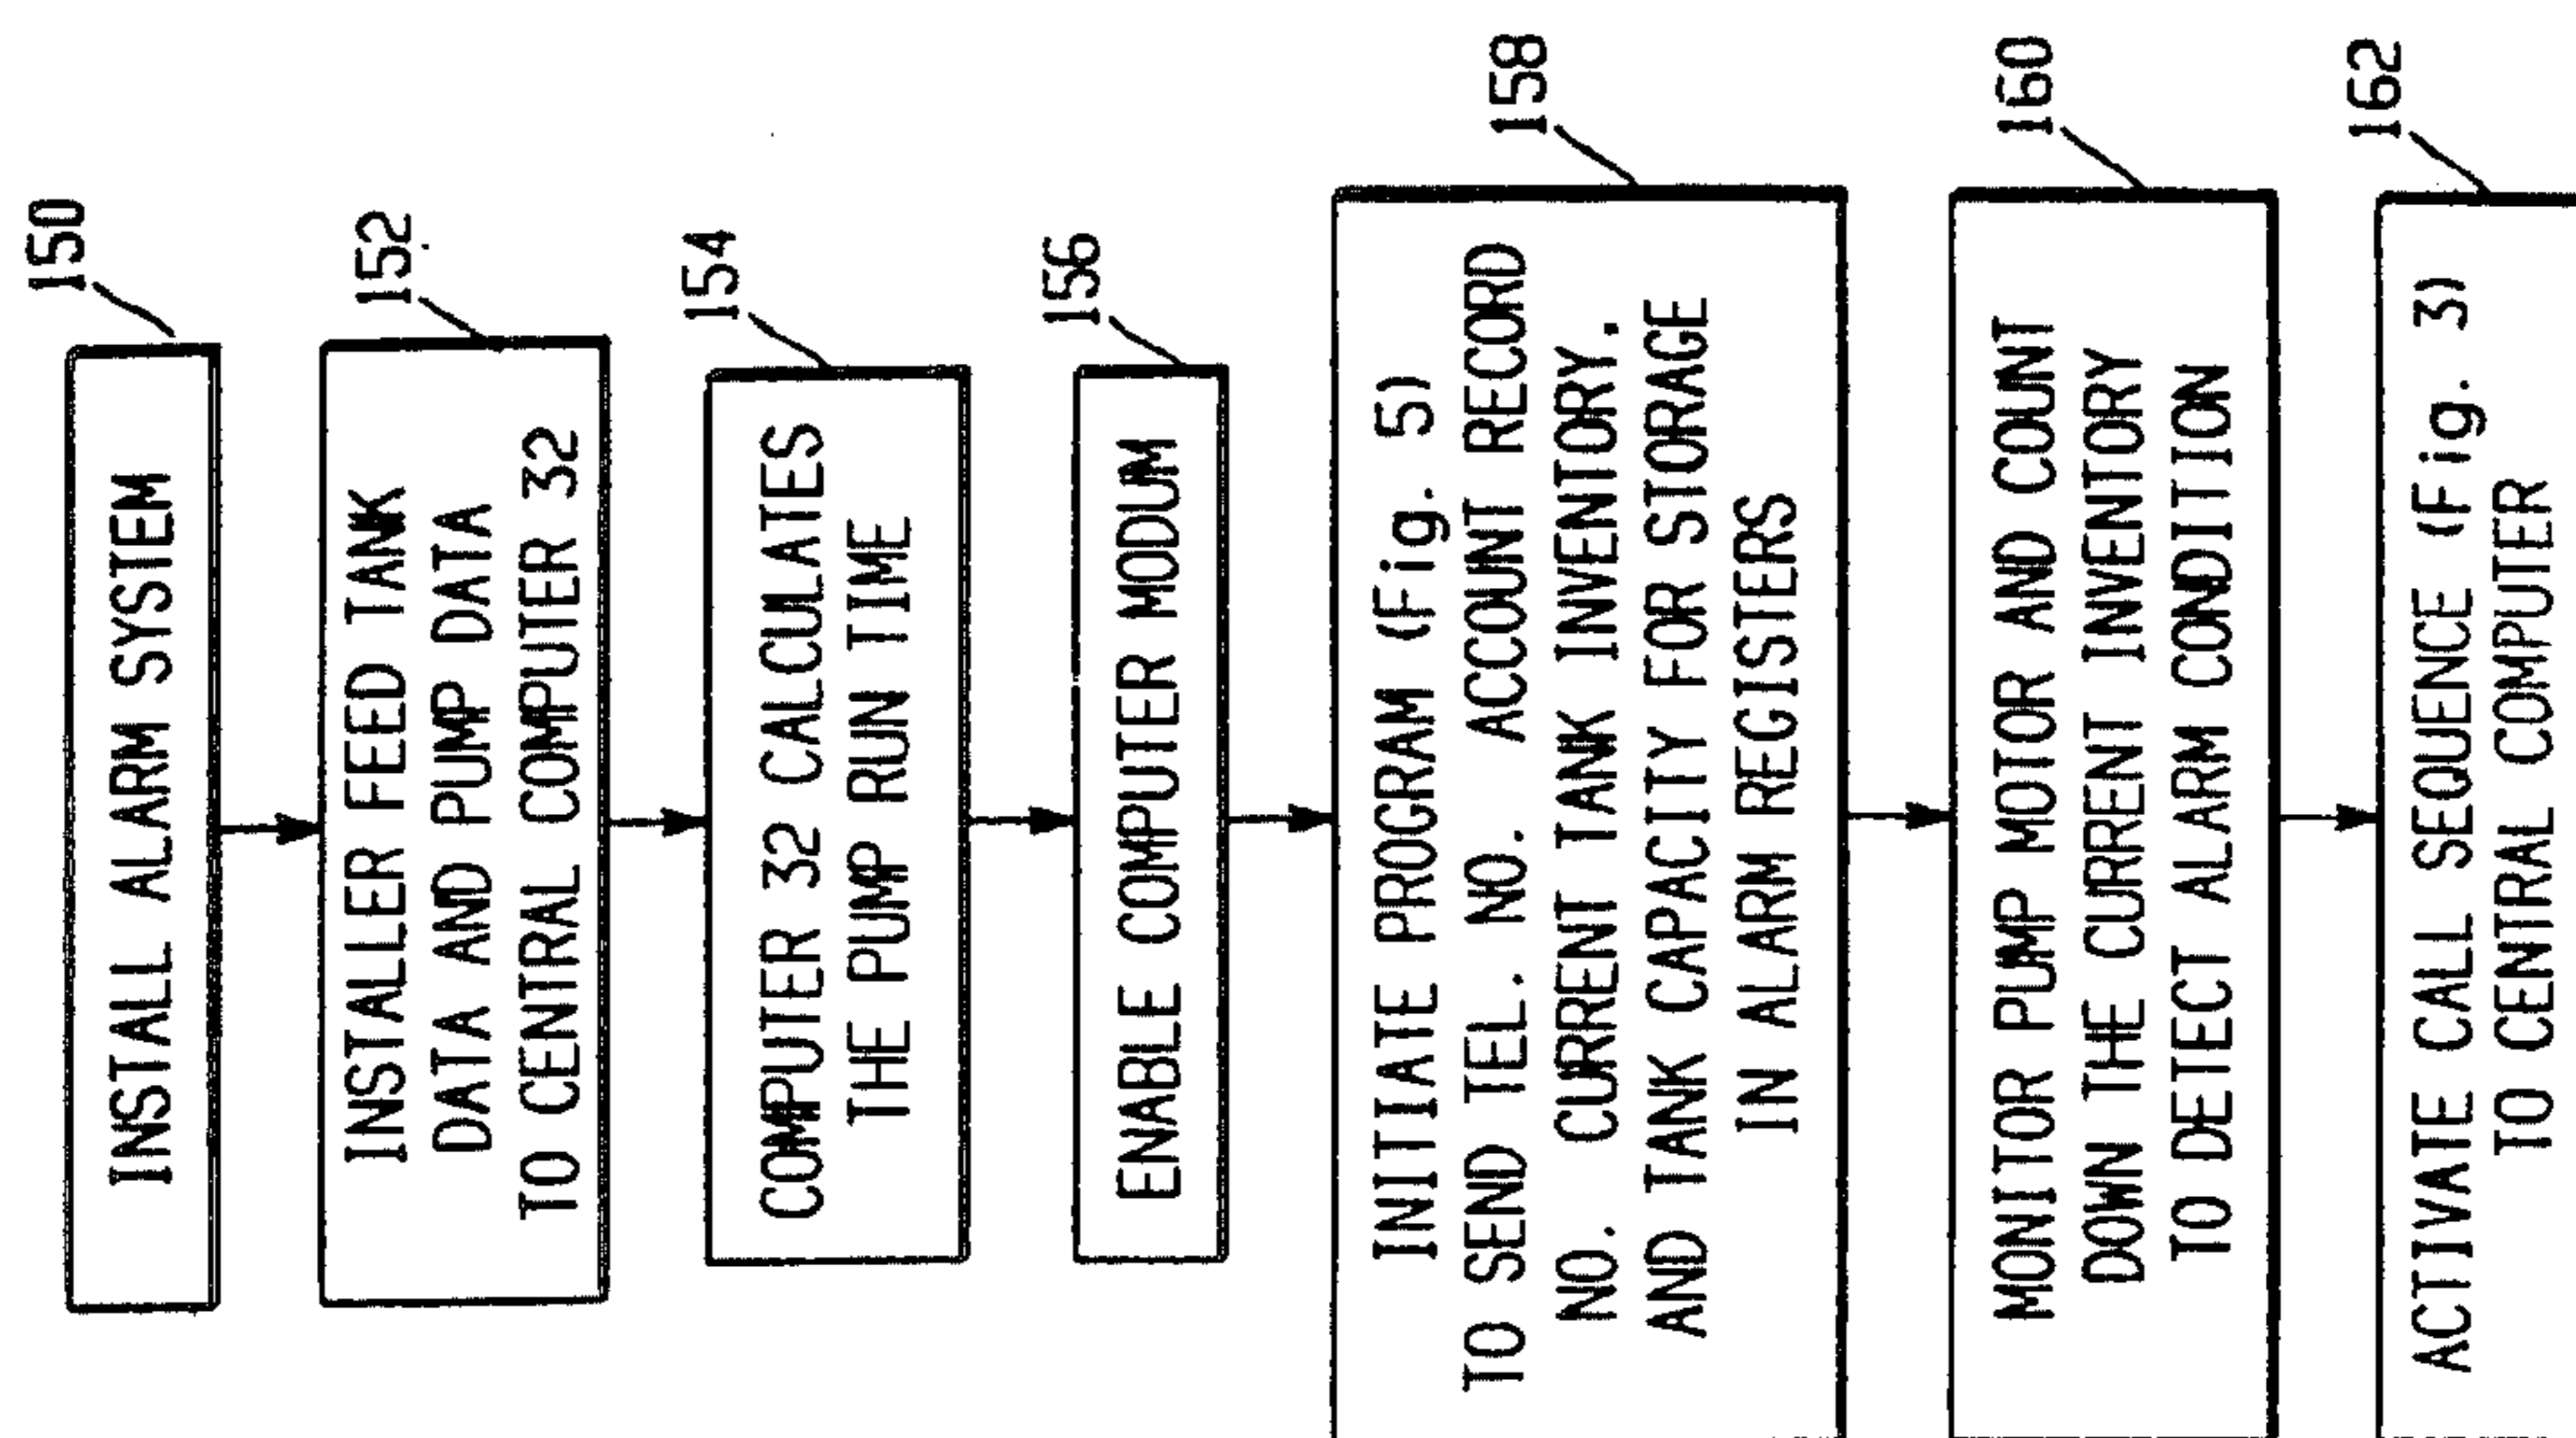 150
INSTALL ALARM SYSTEM
152
INSTALLER FEED TANK
DATA AND PUMP DATA
TO CENTRAL COMPUTER 32
154
COMPUTER 32 CALCULATES
THE PUMP RUN TIME
156
ENABLE COMPUTER MODUM
158
INITIATE PROGRAM (Fig. 5)
TO SEND TEL. NO. ACCOUNT RECORD
NO. CURRENT TANK INVENTORY.
AND TANK CAPACITY FOR STORAGE
IN ALARM REGISTERS
160
MONITOR PUMP MOTOR AND COUNT
DOWN THE CURRENT INVENTORY
TO DETECT ALARM CONDITION
162
ACTIVATE CALL SEQUENCE (Fig. 3)
TO CENTRAL COMPUTER